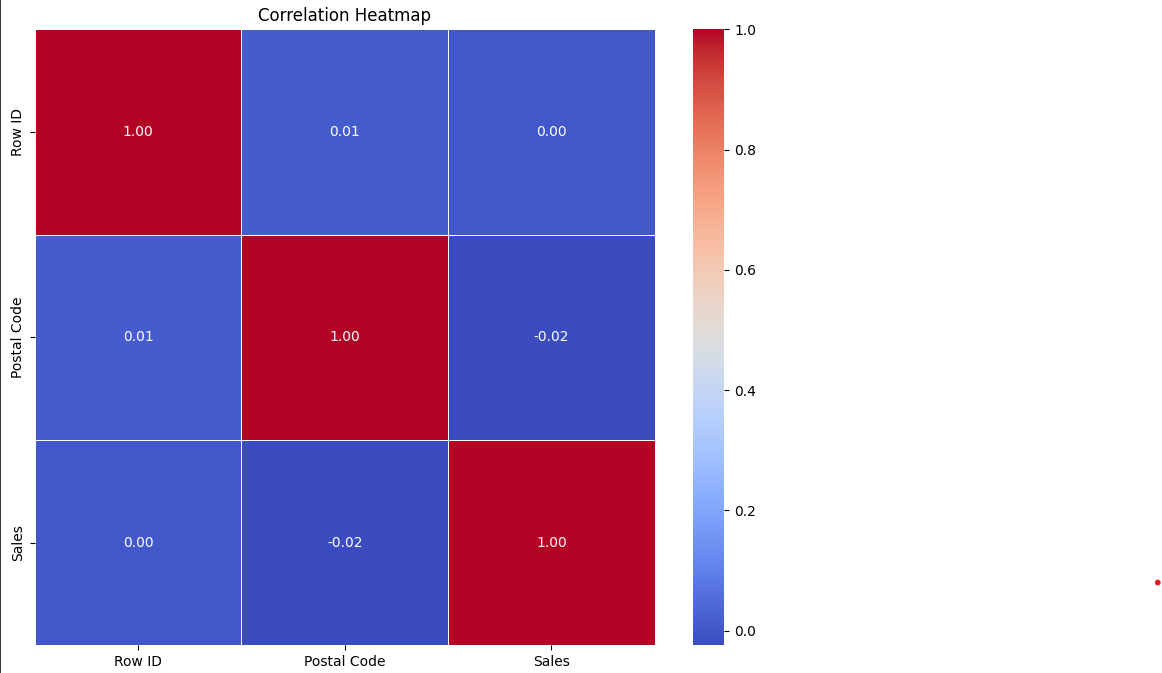 Correlation Heatmap
Row ID
1.00
0.01
0.00
Postal Code
0.01
1.00
-0.02
Sales
0.00
-0.02
1.00
Row ID
Postal Code
Sales
1.0
0.8
0.6
0.4
0.2
0.0